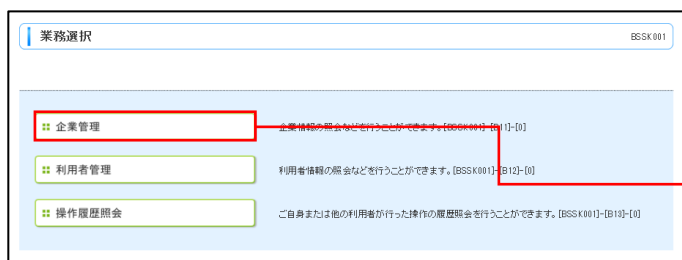 業務選択
BSSK001
企業管理
企業情報の照会などを行うことができます。[BSSK001]-[B11]-[0]
利用者管理
利用者情報の照会などを行うことができます。[BSSK001]-[B12]-[0]
操作履歴照会
ご自身または他の利用者が行った操作の履歴照会を行うことができます。[BSSK001]-[B13]-[0]